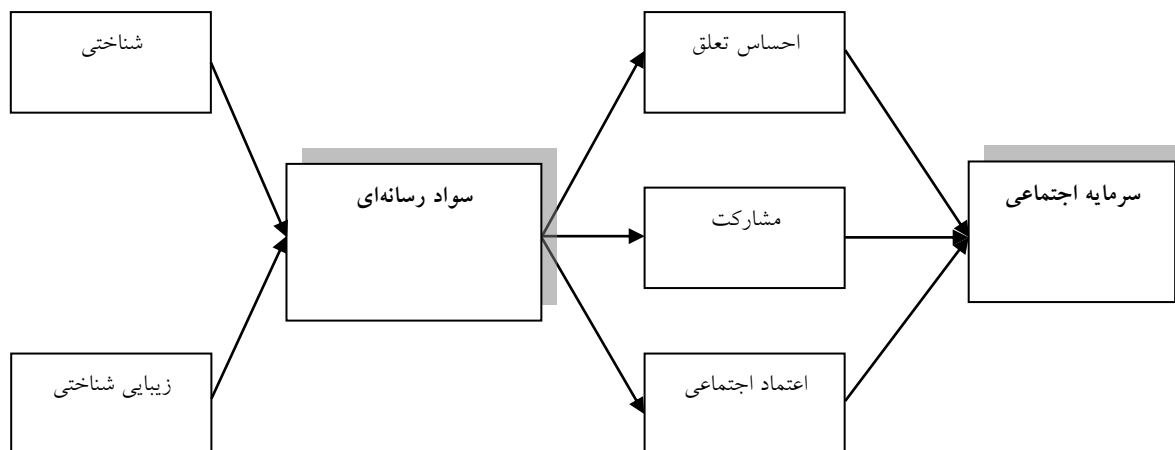 شناختی
احساس تعلق
سواد رسانه‌ای
سرمایه اجتماعی
مشارکت
زیبایی شناختی
اعتماد اجتماعی